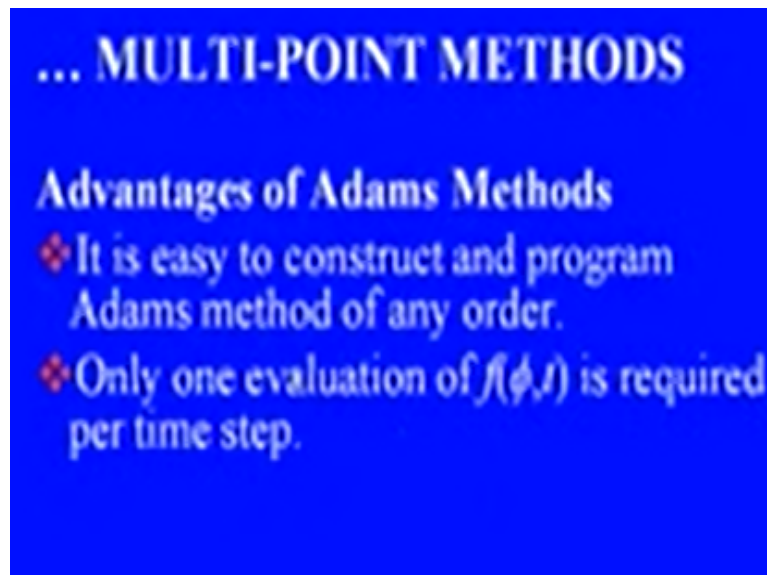 ... MULTI-POINT METHODS
Advantages of Adams Methods
❖It is easy to construct and program
Adams method of any order.
❖Only one evaluation of f(ϕ,t) is required
per time step.